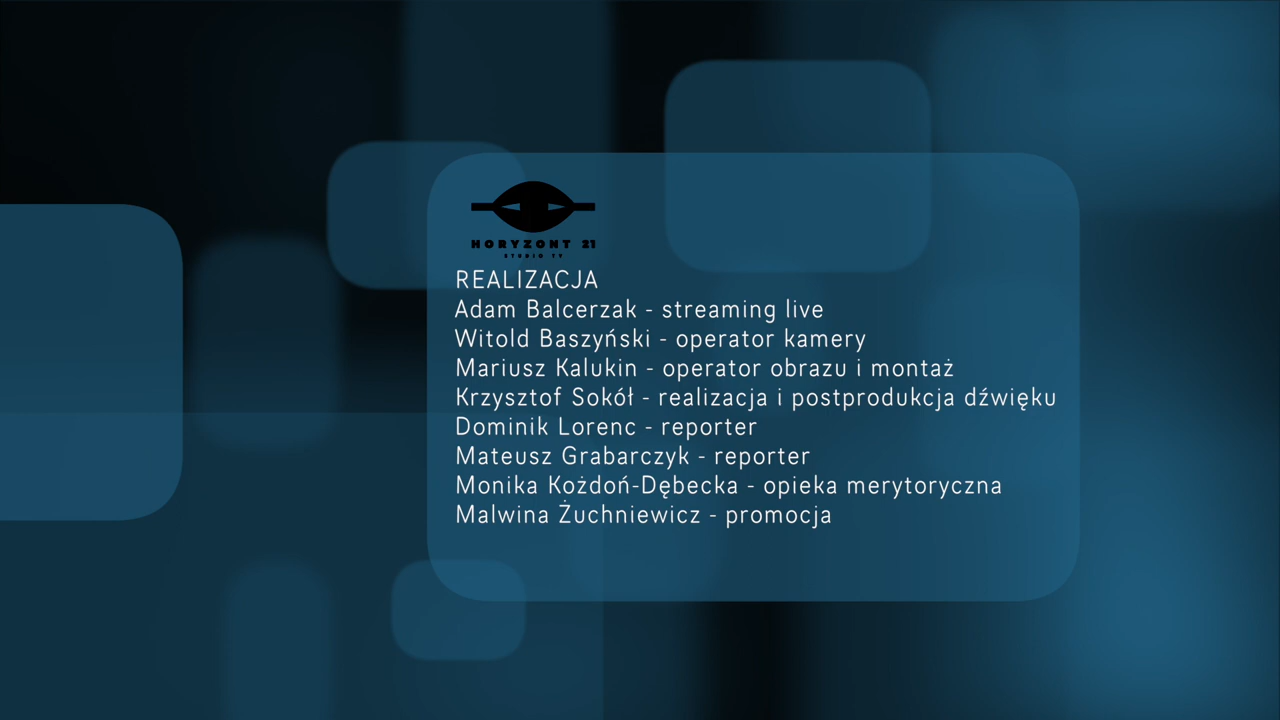 HORYZONT 21
STUDIO TV
REALIZACJA
Adam Balcerzak - streaming live
Witold Baszyński - operator kamery
Mariusz Kalukin - operator obrazu i montaż
Krzysztof Sokół - realizacja i postprodukcja dźwięku
Dominik Lorenc - reporter
Mateusz Grabarczyk - reporter
Monika Kożdoń-Dębecka - opieka merytoryczna
Malwina Żuchniewicz - promocja